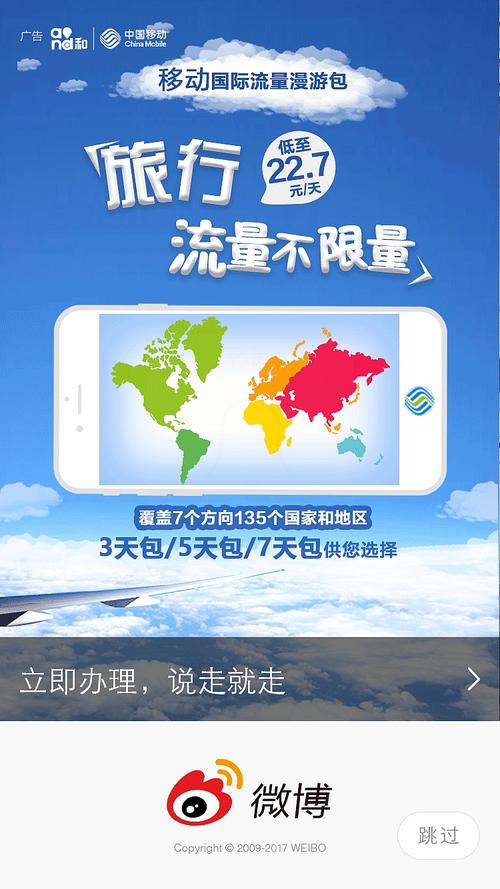 广告
and和
中国移动
China Mobile
移动国际流量漫游包
旅行
低至
22.7
元/天
流量不限量
覆盖7个方向135个国家和地区
3天包/5天包/7天包供您选择
立即办理，说走就走
微博
跳过
Copyright © 2009-2017 WEIBO